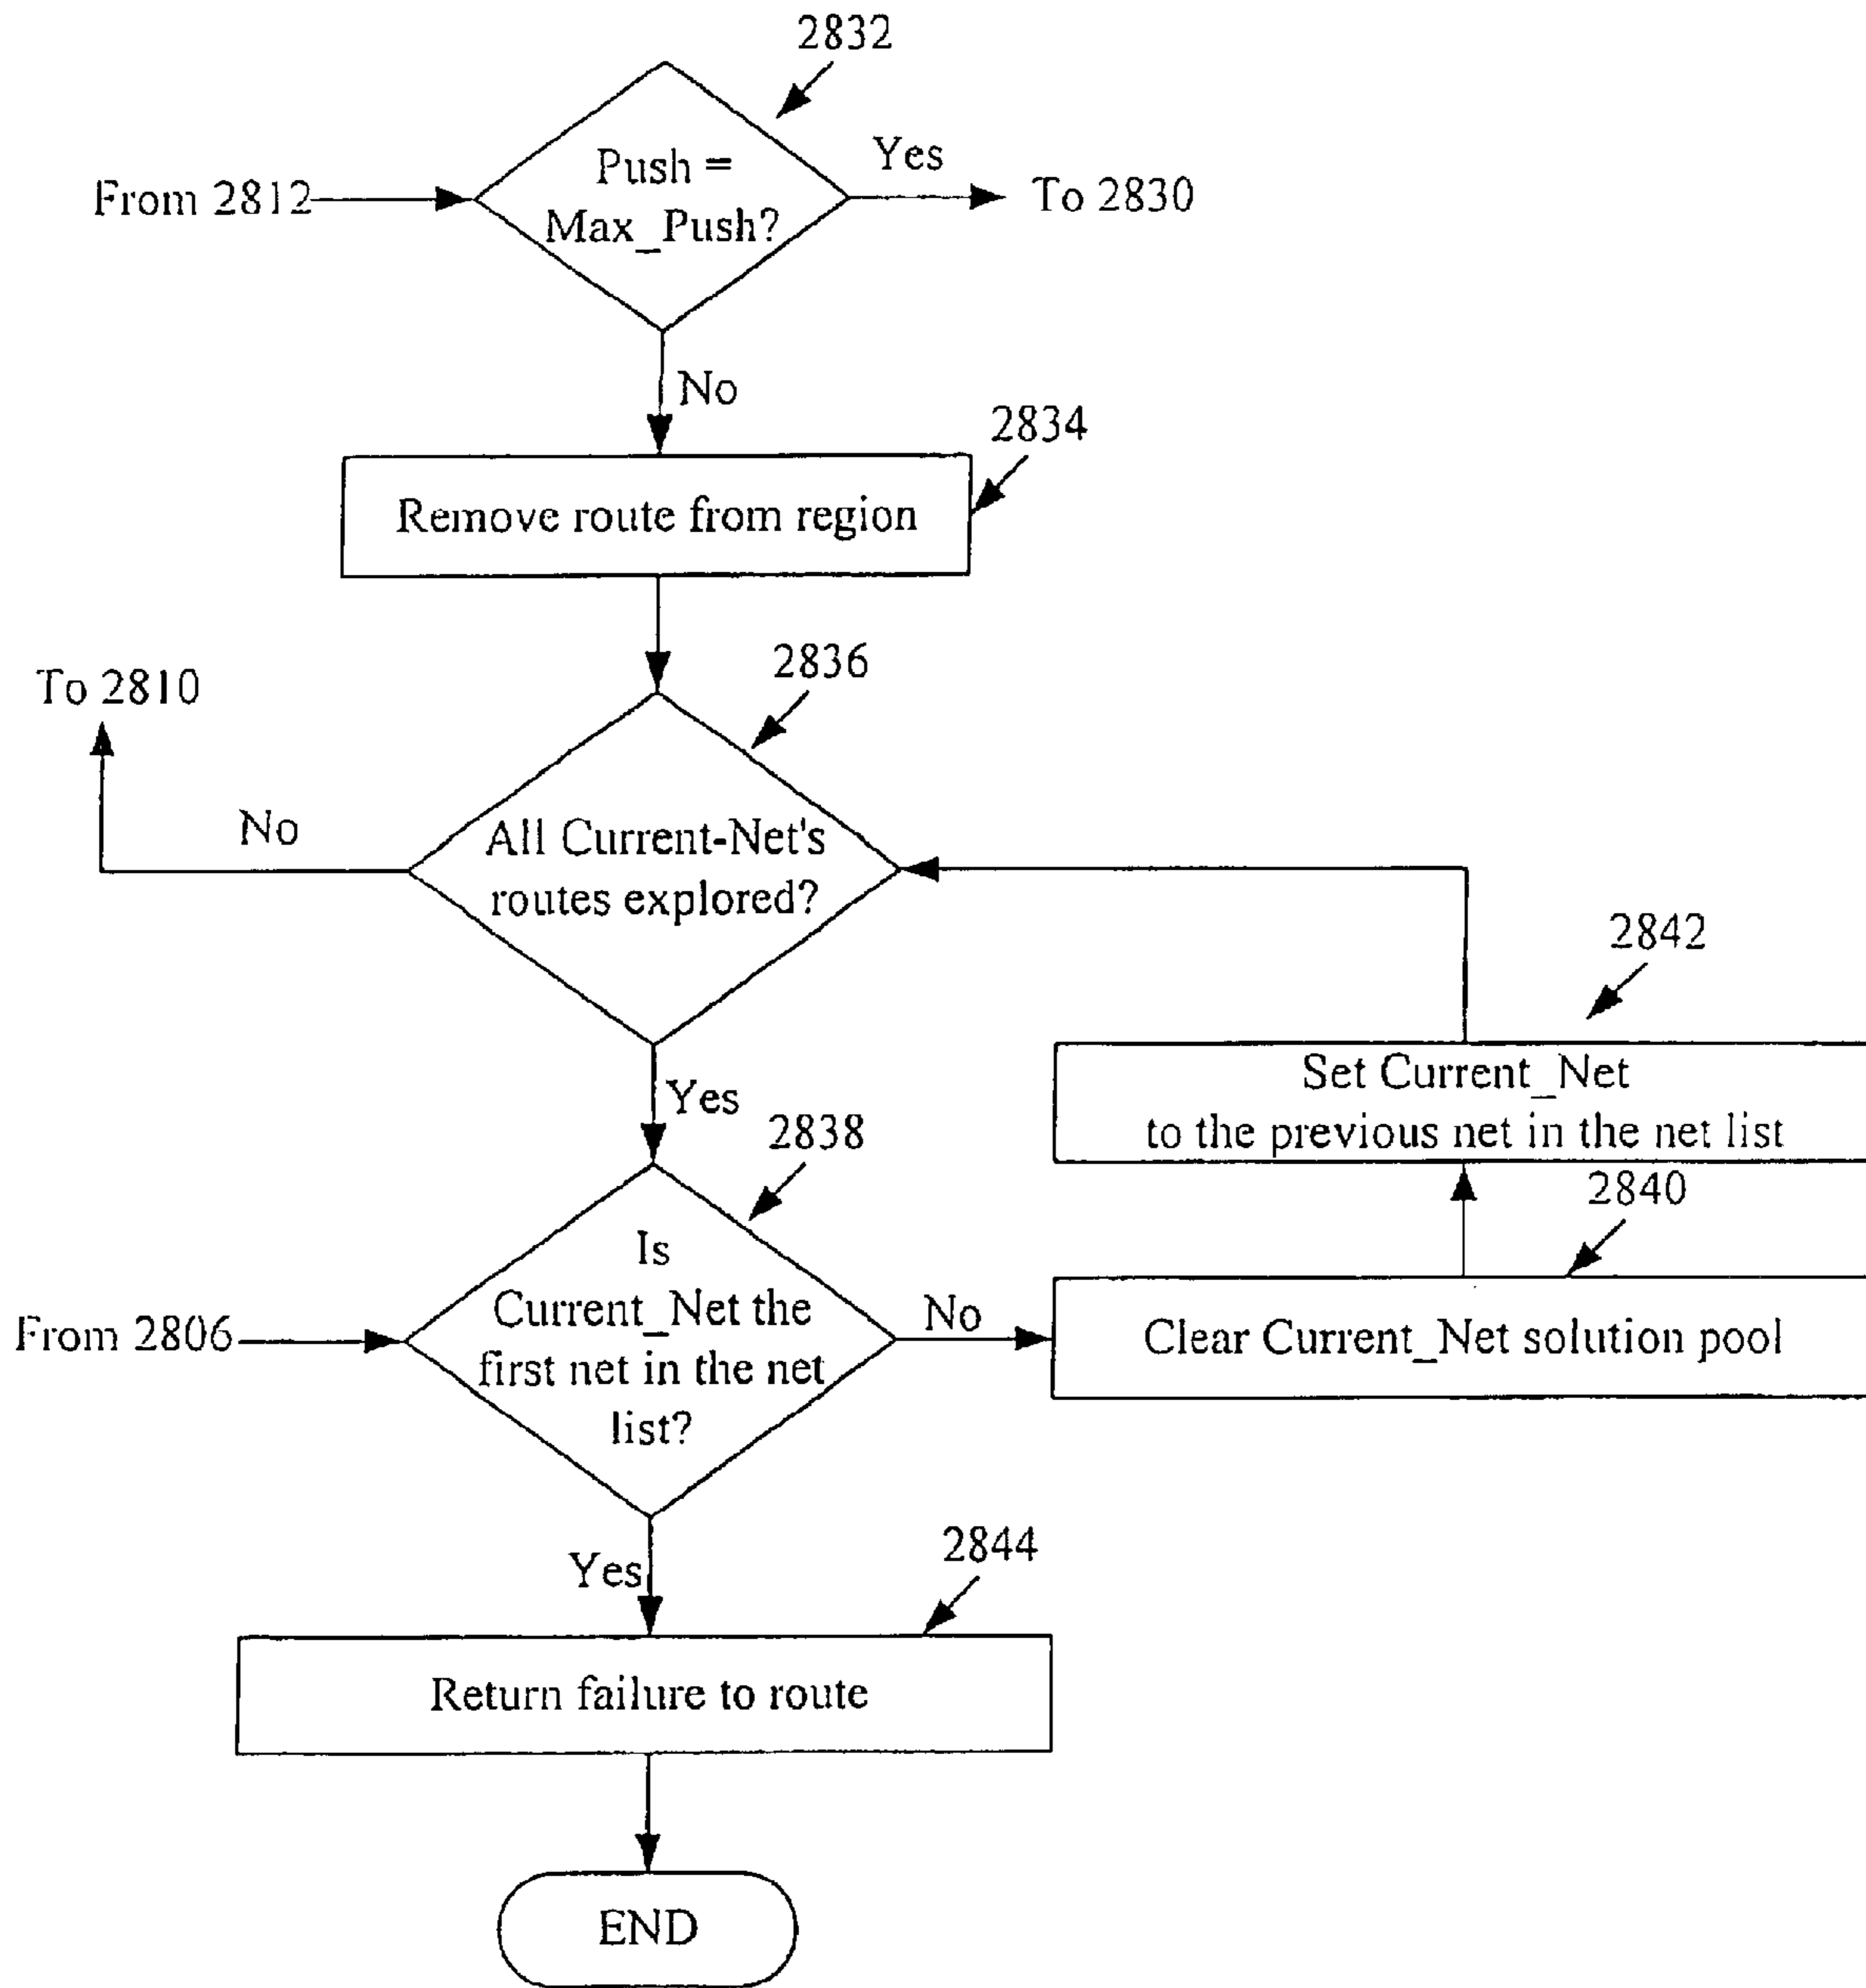 2832
Push =
Max_Push?
Yes
From 2812
To 2830
No
2834
Remove route from region
2836
To 2810
No
All Current-Net's
routes explored?
2842
Set Current_Net
to the previous net in the net list
Yes
2838
2840
Is
Current_Net the
first net in the net
list?
From 2806
No
Clear Current_Net solution pool
Yes
2844
Return failure to route
END